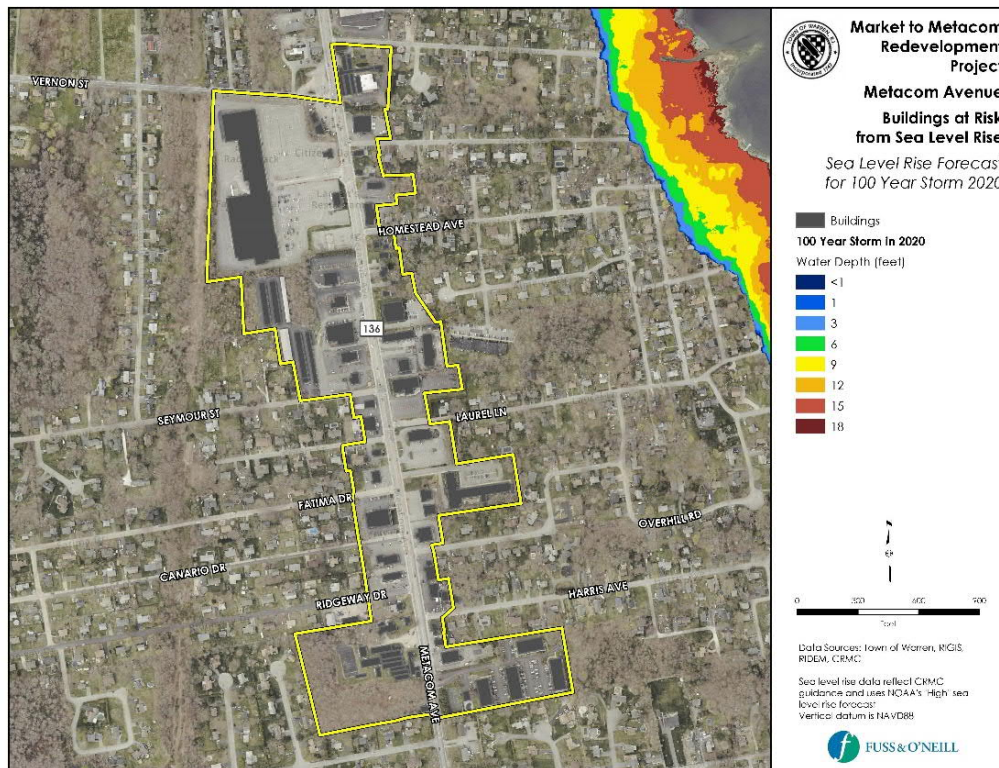 VERNON ST
HOMESTEAD AVE
136
SEYMOUR ST
LAUREL LN
FATIMA DR
OVERHILL RD
CANARIO DR
HARRIS AVE
RIDGEWAY DR
METACOM AVE
TOWN OF WARREN, R.I.
Market to Metacom
Redevelopment
Project
Metacom Avenue
Buildings at Risk
from Sea Level Rise
Sea Level Rise Forecast
for 100 Year Storm 2020
Buildings
100 Year Storm in 2020
Water Depth (feet)
<1
1
3
6
9
12
15
18
0 300 600 900
Feet
Data Sources: Town of Warren, RIGIS,
RIDEM, CRMC
Sea level rise data reflect CRMC
guidance and uses NOAA's 'High' sea
level rise forecast
Vertical datum is NAVD88
FUSS & O'NEILL